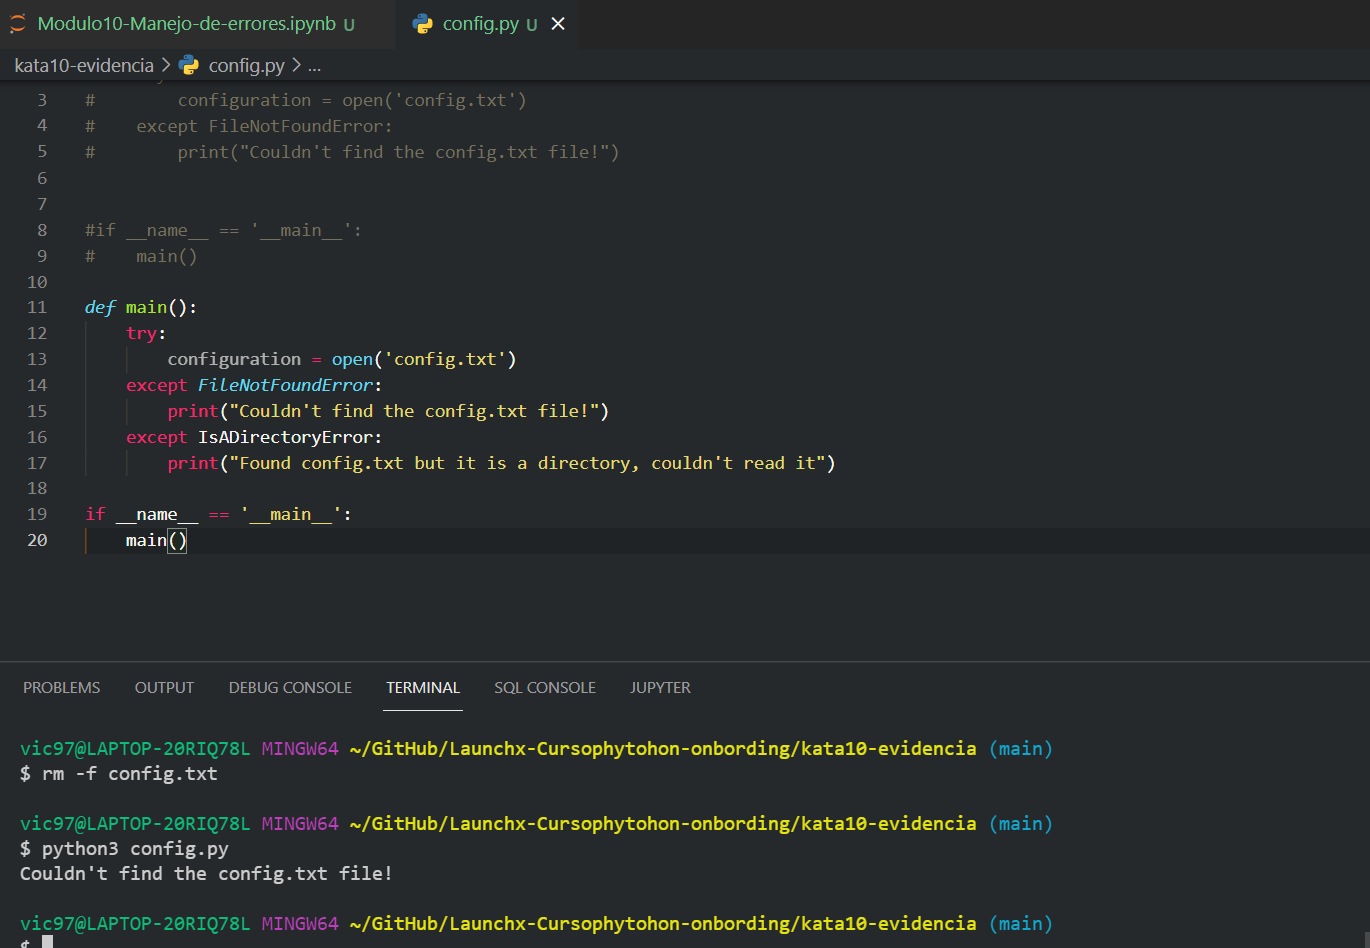 Modulo10-Manejo-de-errores.ipynb U
config.py U
kata10-evidencia > config.py > ...
3 #        configuration = open('config.txt')
4 #    except FileNotFoundError:
5 #        print("Couldn't find the config.txt file!")
6
7
8 #if __name__ == '__main__':
9 #    main()
10
11 def main():
12     try:
13         configuration = open('config.txt')
14     except FileNotFoundError:
15         print("Couldn't find the config.txt file!")
16     except IsADirectoryError:
17         print("Found config.txt but it is a directory, couldn't read it")
18
19 if __name__ == '__main__':
20     main()
PROBLEMS OUTPUT DEBUG CONSOLE TERMINAL SQL CONSOLE JUPYTER
vic97@LAPTOP-20RIQ78L MINGW64 ~/GitHub/Launchx-Cursophytohon-onbording/kata10-evidencia (main)
$ rm -f config.txt
vic97@LAPTOP-20RIQ78L MINGW64 ~/GitHub/Launchx-Cursophytohon-onbording/kata10-evidencia (main)
$ python3 config.py
Couldn't find the config.txt file!
vic97@LAPTOP-20RIQ78L MINGW64 ~/GitHub/Launchx-Cursophytohon-onbording/kata10-evidencia (main)
$